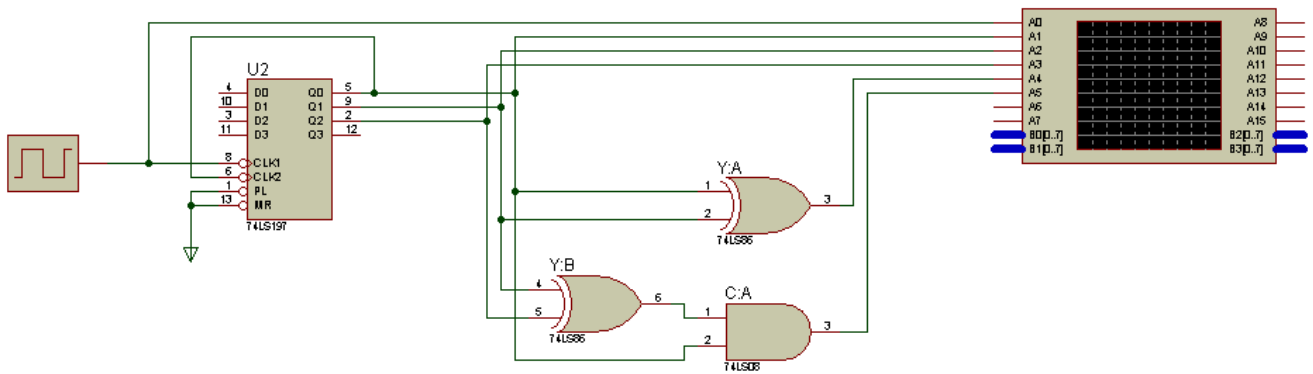 U2
4 D0 Q0 5
10 D1 Q1 9
3 D2 Q2 2
11 D3 Q3 12
8 CLK1
6 CLK2
1 PL
13 MR
74LS197
A0 A8
A1 A9
A2 A10
A3 A11
A4 A12
A5 A13
A6 A14
A7 A15
B0[0..7] B2[0..7]
B1[0..7] B3[0..7]
Y:A
1
2
3
74LS86
Y:B
4
5
6
74LS86
C:A
1
2
3
74LS08